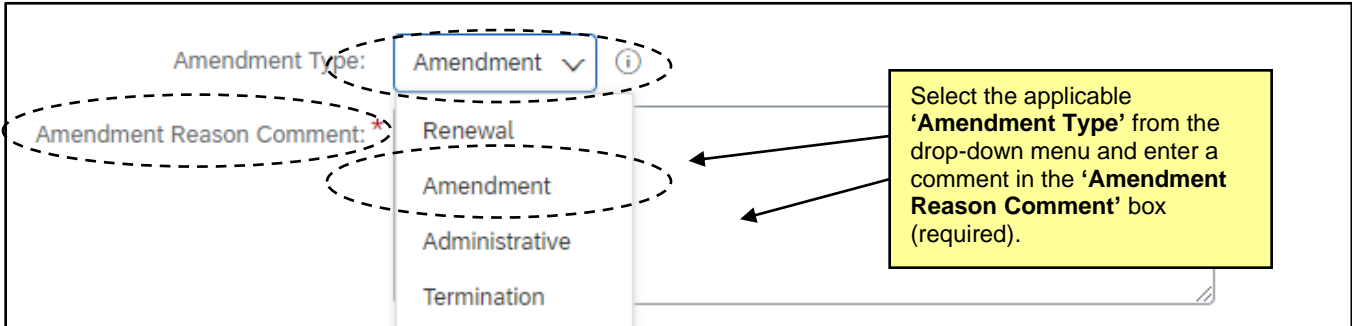 Amendment Type:
Amendment
Amendment Reason Comment: *
Renewal
Amendment
Administrative
Termination
Select the applicable
‘Amendment Type’ from the
drop-down menu and enter a
comment in the ‘Amendment
Reason Comment’ box
(required).